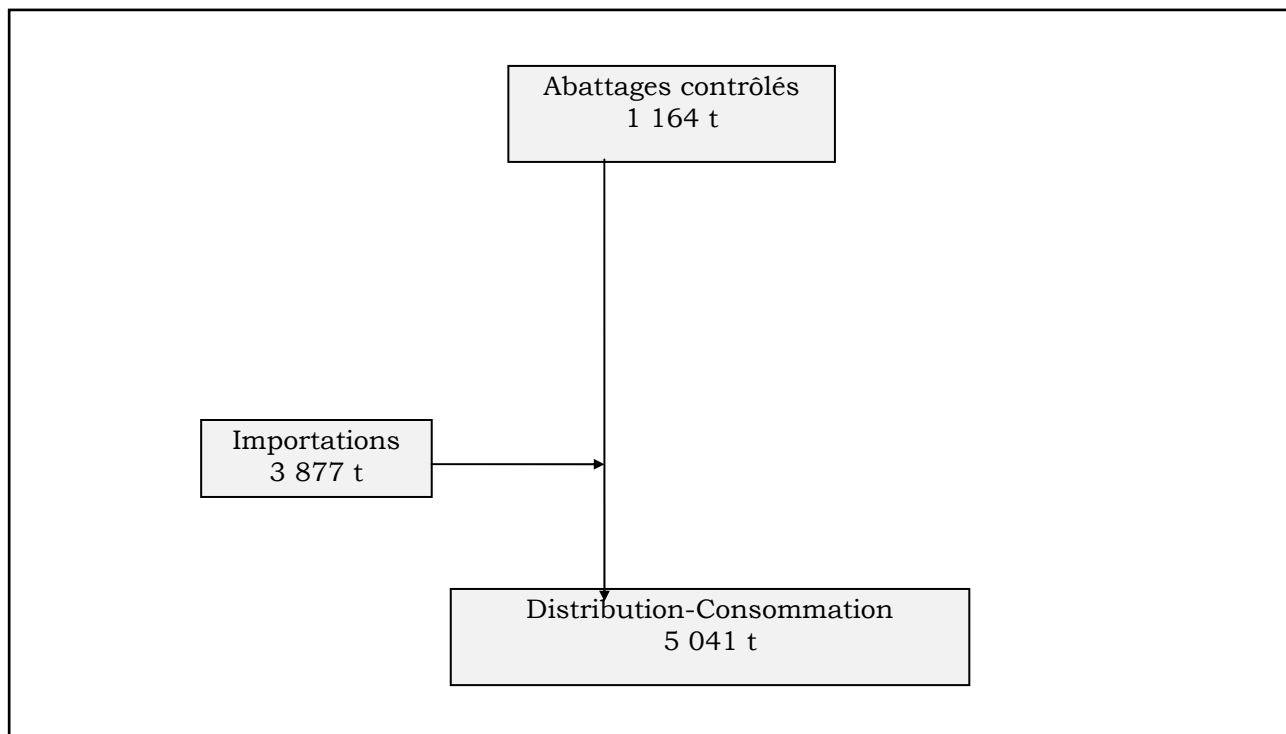 Abattages contrôlés
1 164 t
Importations
3 877 t
Distribution-Consommation
5 041 t